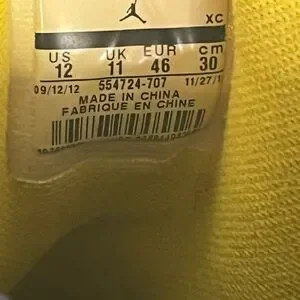 XC
US UK EUR cm
12 11 46 30
09/12/12 554724-707 11/27/1
MADE IN CHINA
FABRIQUE EN CHINE